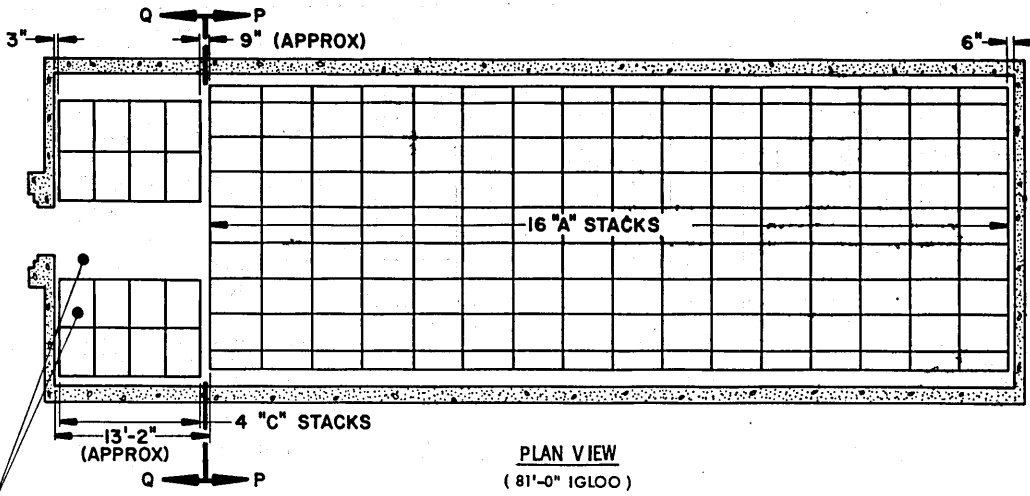 Q P
3" 9" (APPROX) 6"
16 "A" STACKS
4 "C" STACKS
13'-2"
(APPROX)
Q P
PLAN VIEW
(81'-0" IGLOO)